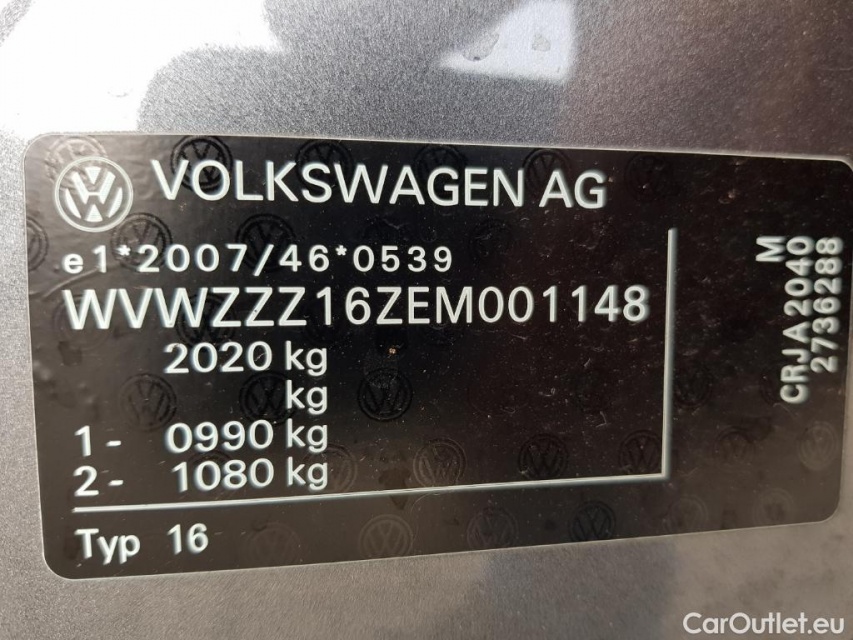 VOLKSWAGEN AG
e1*2007/46*0539
WVWZZZ16ZEM001148
2020 kg
kg
1 - 0990 kg
2 - 1080 kg
Typ 16
M
CRJA2040
2736288
CarOutlet.eu